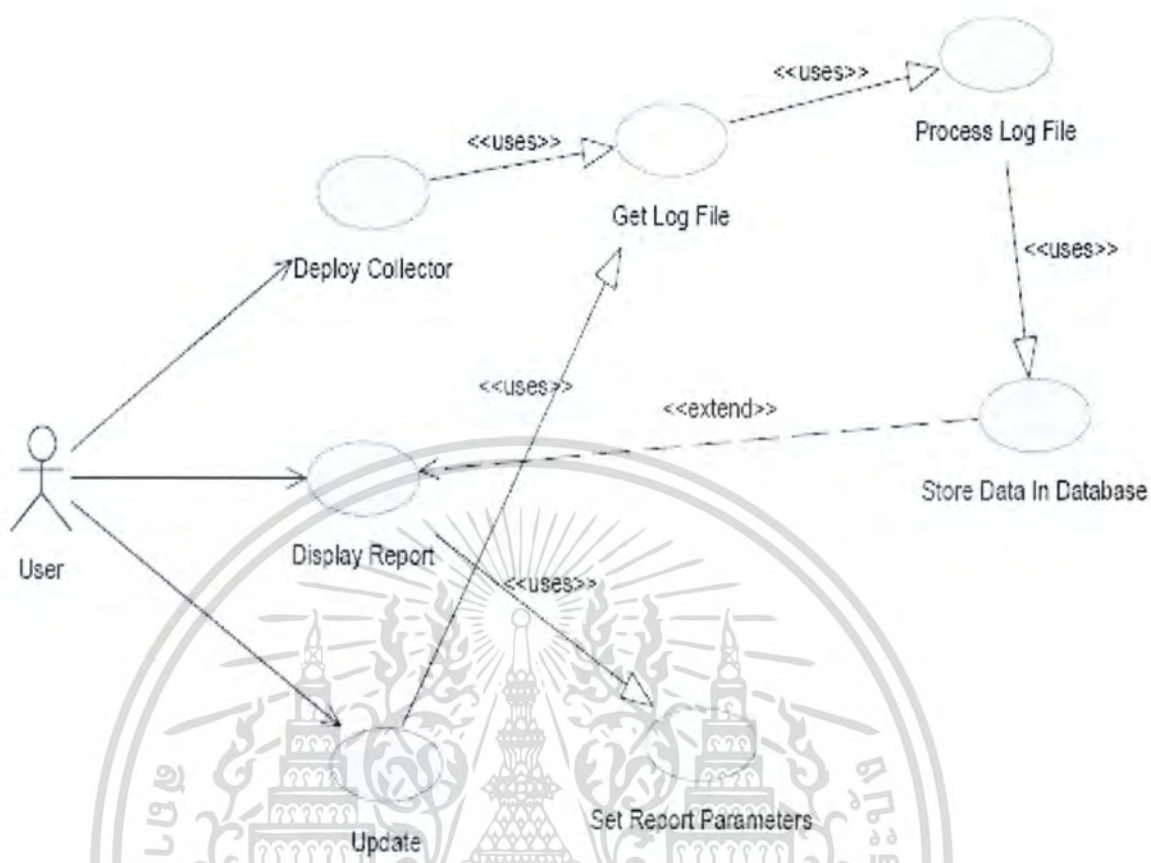 <<uses>>
Process Log File
<<uses>>
Get Log File
<<uses>>
Deploy Collector
<<uses>>
<<extend>>
Store Data In Database
User
Display Report
<<uses>>
Set Report Parameters
Update